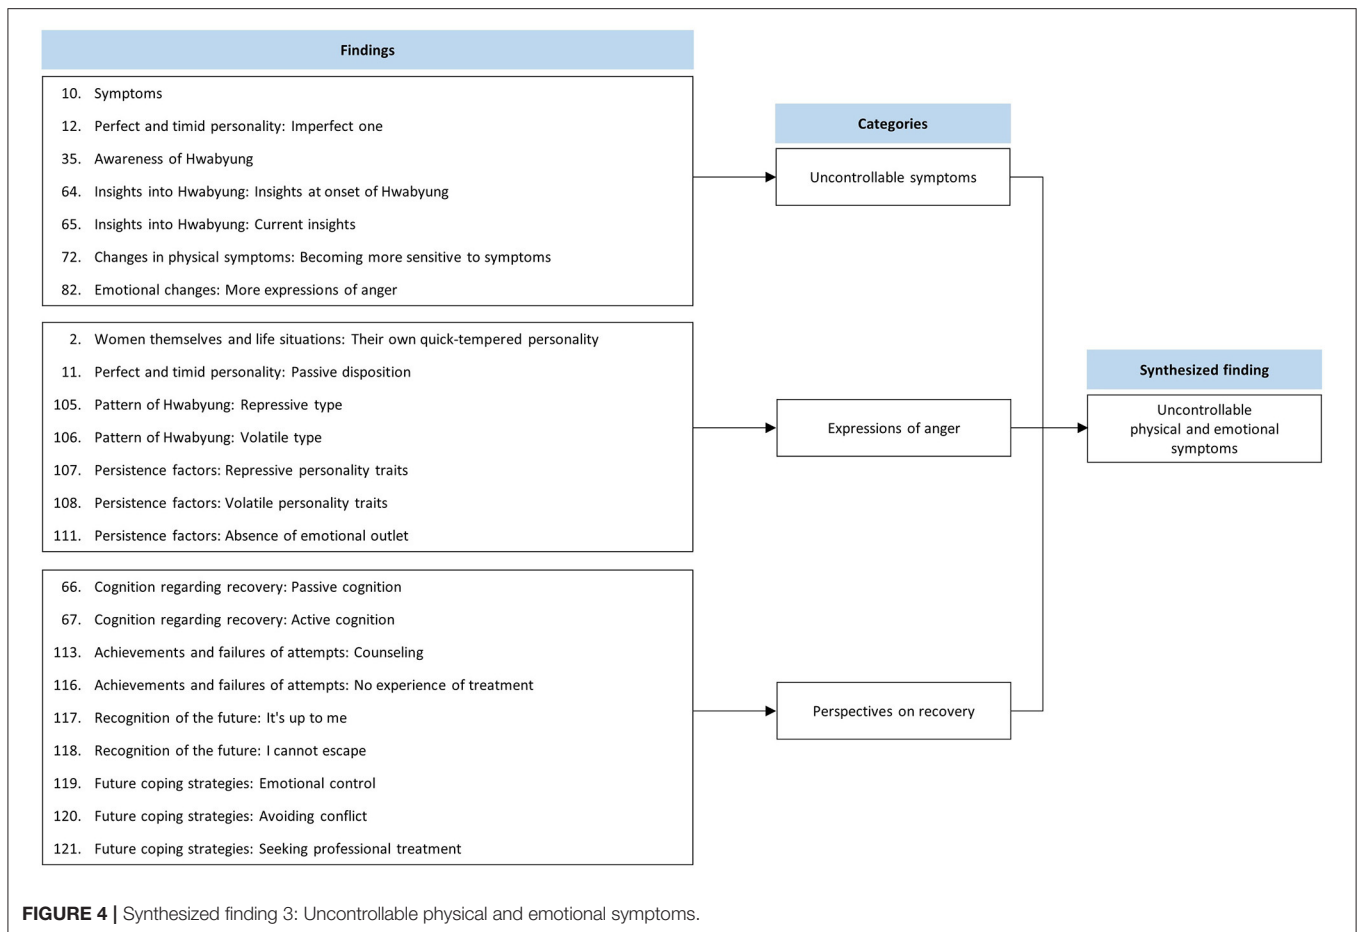 Findings
10. Symptoms
12. Perfect and timid personality: Imperfect one
35. Awareness of Hwabyung
64. Insights into Hwabyung: Insights at onset of Hwabyung
65. Insights into Hwabyung: Current insights
72. Changes in physical symptoms: Becoming more sensitive to symptoms
82. Emotional changes: More expressions of anger
2. Women themselves and life situations: Their own quick-tempered personality
11. Perfect and timid personality: Passive disposition
105. Pattern of Hwabyung: Repressive type
106. Pattern of Hwabyung: Volatile type
107. Persistence factors: Repressive personality traits
108. Persistence factors: Volatile personality traits
111. Persistence factors: Absence of emotional outlet
66. Cognition regarding recovery: Passive cognition
67. Cognition regarding recovery: Active cognition
113. Achievements and failures of attempts: Counseling
116. Achievements and failures of attempts: No experience of treatment
117. Recognition of the future: It's up to me
118. Recognition of the future: I cannot escape
119. Future coping strategies: Emotional control
120. Future coping strategies: Avoiding conflict
121. Future coping strategies: Seeking professional treatment
Categories
Uncontrollable symptoms
Expressions of anger
Perspectives on recovery
Synthesized finding
Uncontrollable
physical and emotional
symptoms
FIGURE 4 | Synthesized finding 3: Uncontrollable physical and emotional symptoms.